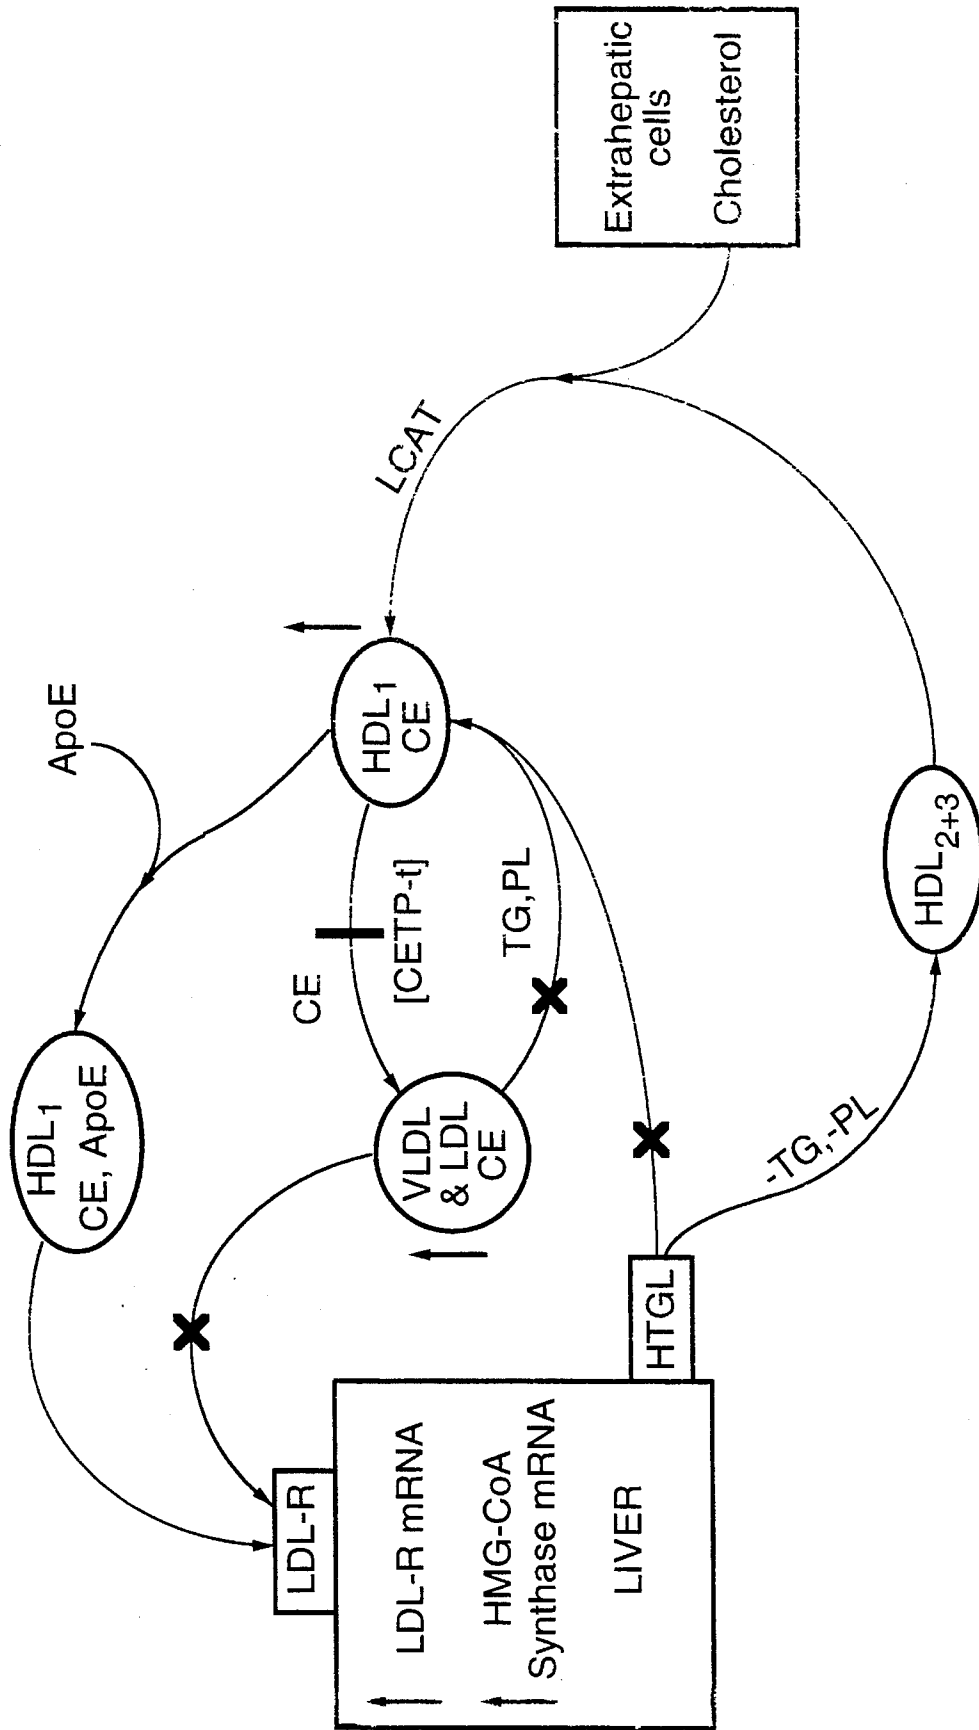 HDL1
CE, ApoE
ApoE
LDL-R
LDL-R mRNA
HMG-CoA
Synthase mRNA
LIVER
HTGL
VLDL
& LDL
CE
CE
[CETP-t]
TG,PL
HDL1
CE
LCAT
-TG,-PL
HDL2+3
Extrahepatic
cells
Cholesterol